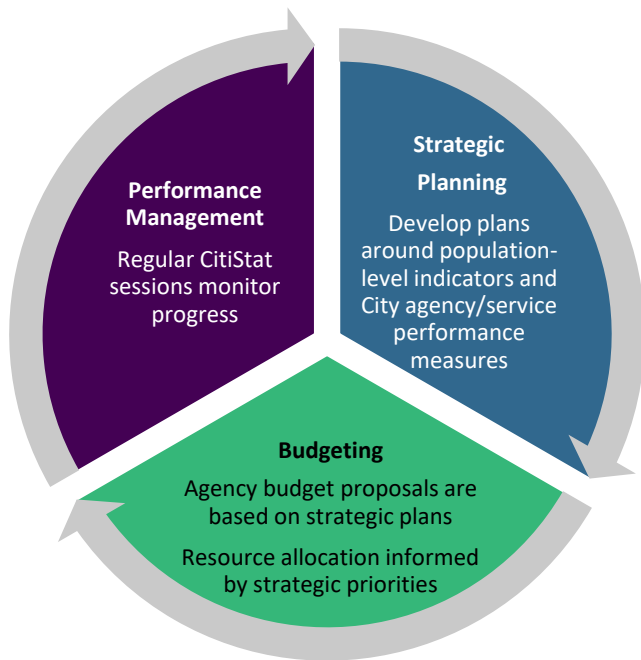 Performance
Management
Regular CitiStat
sessions monitor
progress
Strategic
Planning
Develop plans
around population-
level indicators and
City agency/service
performance
measures
Budgeting
Agency budget proposals are
based on strategic plans
Resource allocation informed
by strategic priorities